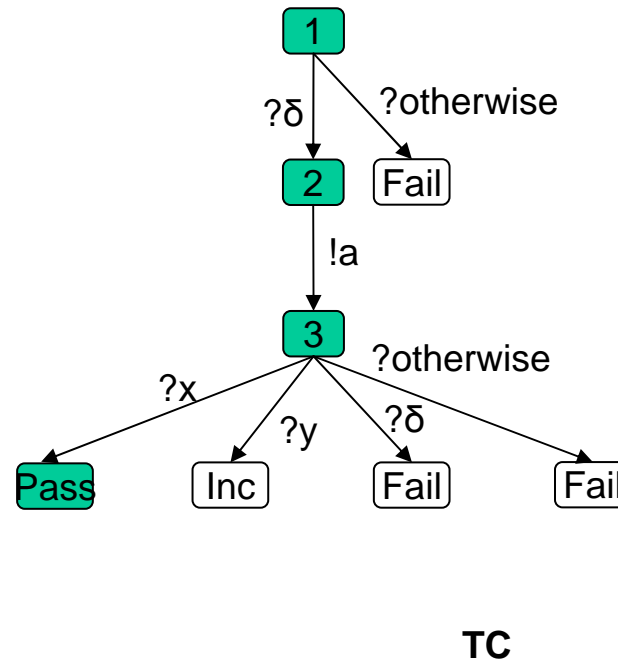 1
?δ
?otherwise
2
Fail
!a
3
?otherwise
?x
?y
?δ
Pass
Inc
Fail
Fail
TC